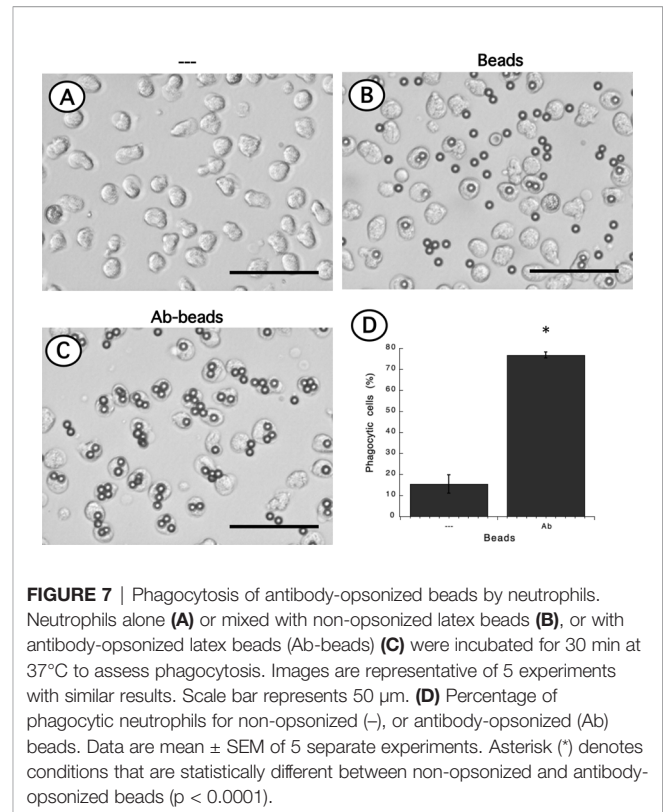 ---
Beads
A
B
Ab-beads
C
D
*
Phagocytic cells (%)
80
70
60
50
40
30
20
10
0
---
Ab
Beads
FIGURE 7 | Phagocytosis of antibody-opsonized beads by neutrophils.
Neutrophils alone (A) or mixed with non-opsonized latex beads (B), or with
antibody-opsonized latex beads (Ab-beads) (C) were incubated for 30 min at
37°C to assess phagocytosis. Images are representative of 5 experiments
with similar results. Scale bar represents 50 µm. (D) Percentage of
phagocytic neutrophils for non-opsonized (–), or antibody-opsonized (Ab)
beads. Data are mean ± SEM of 5 separate experiments. Asterisk (*) denotes
conditions that are statistically different between non-opsonized and antibody-
opsonized beads (p < 0.0001).